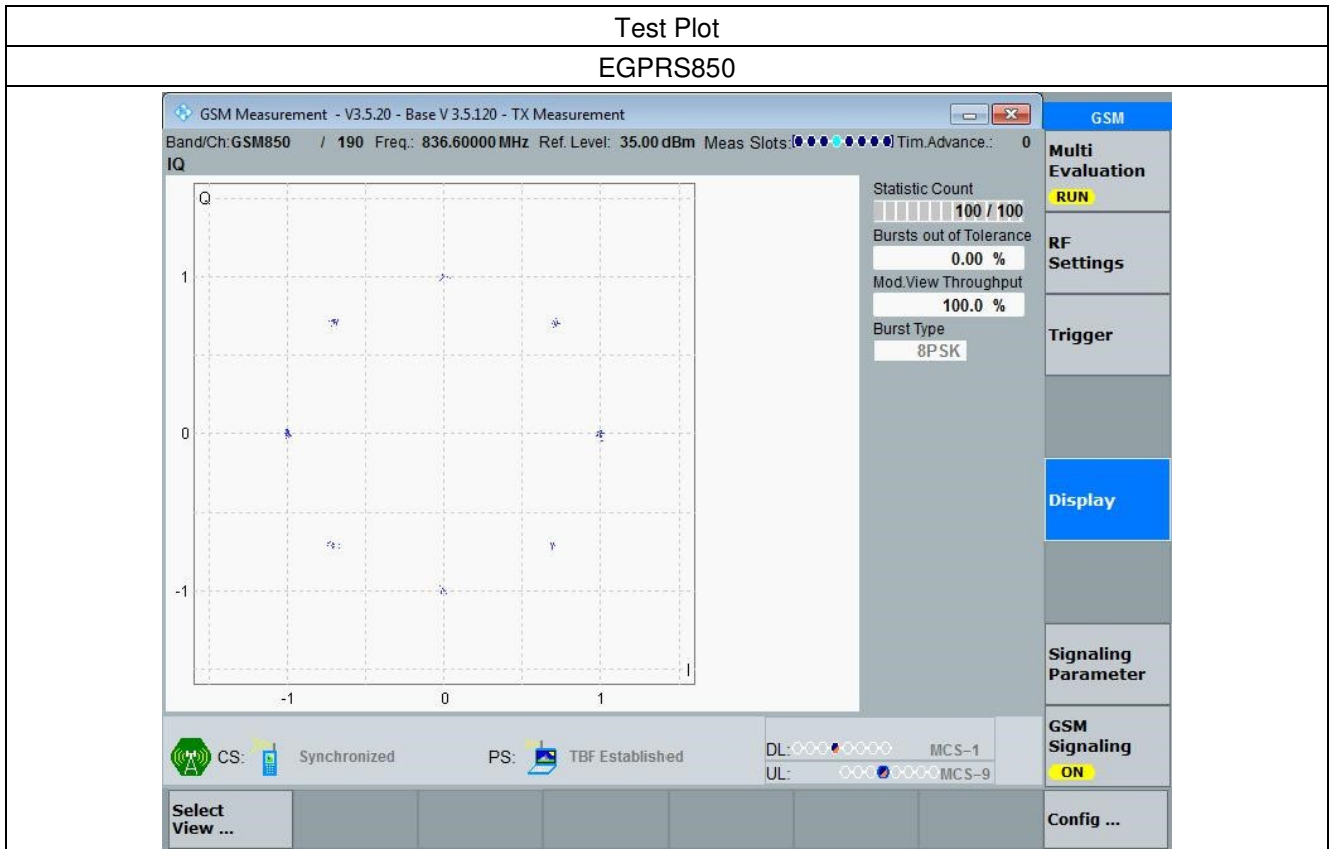 Test Plot
EGPRS850
GSM Measurement - V3.5.20 - Base V 3.5.120 - TX Measurement
GSM
Band/Ch: GSM850 / 190 Freq.: 836.60000 MHz Ref. Level: 35.00 dBm Meas Slots: Tim.Advance.: 0
IQ
Multi
Evaluation
RUN
Q
1
0
-1
-1 0 1
I
Statistic Count
100 / 100
Bursts out of Tolerance
0.00 %
Mod.View Throughput
100.0 %
Burst Type
8PSK
RF
Settings
Trigger
Display
Signaling
Parameter
GSM
Signaling
ON
CS: Synchronized PS: TBF Established DL: MCS-1
UL: MCS-9
Select
View ...
Config ...